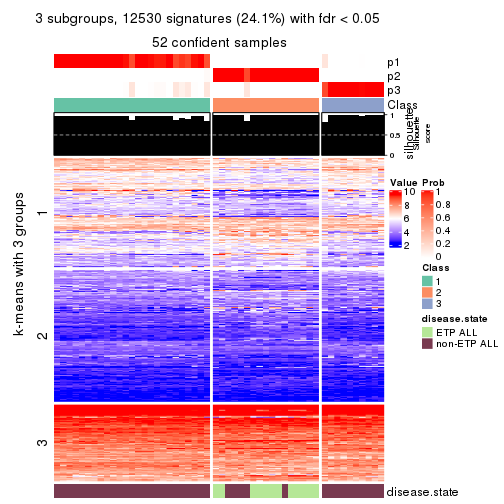 3 subgroups, 12530 signatures (24.1%) with fdr < 0.05
52 confident samples
p1
p2
p3
Class
1
0.5
0
silhouette
Silhouette
score
k-means with 3 groups
1
2
3
Value
10
8
6
4
2
Prob
1
0.8
0.6
0.4
0.2
0
Class
1
2
3
disease.state
ETP ALL
non-ETP ALL
disease.state